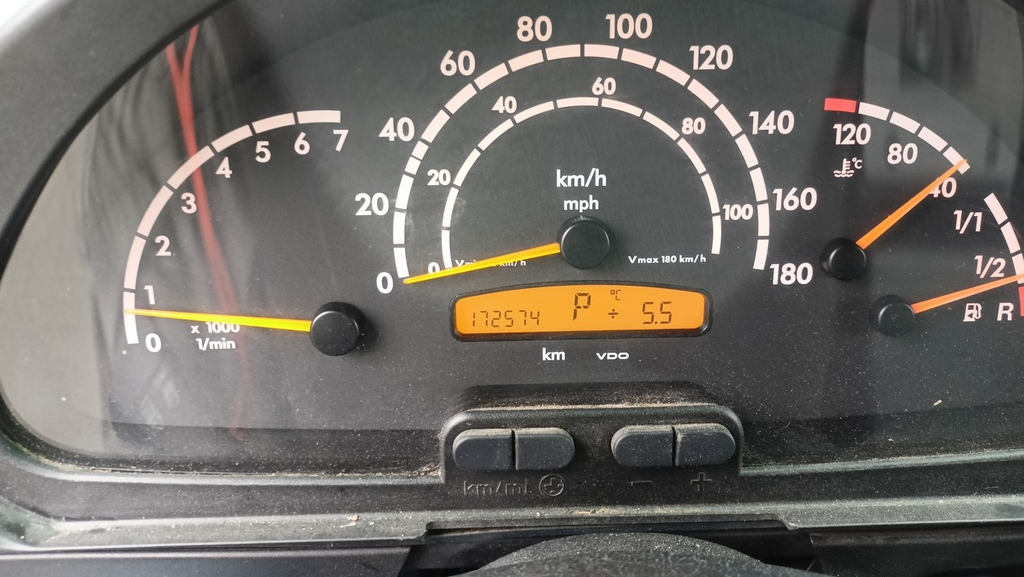 0 1 2 3 4 5 6 7
x 1000
1/min
0 20 40 60 80 100 120 140 160 180
0 20 40 60 80 100
km/h
mph
Vmax 180 km/h
172574 P °C ÷ 5.5
km VDO
120 80 40
°C
1/1
1/2
R
km/mi. − +